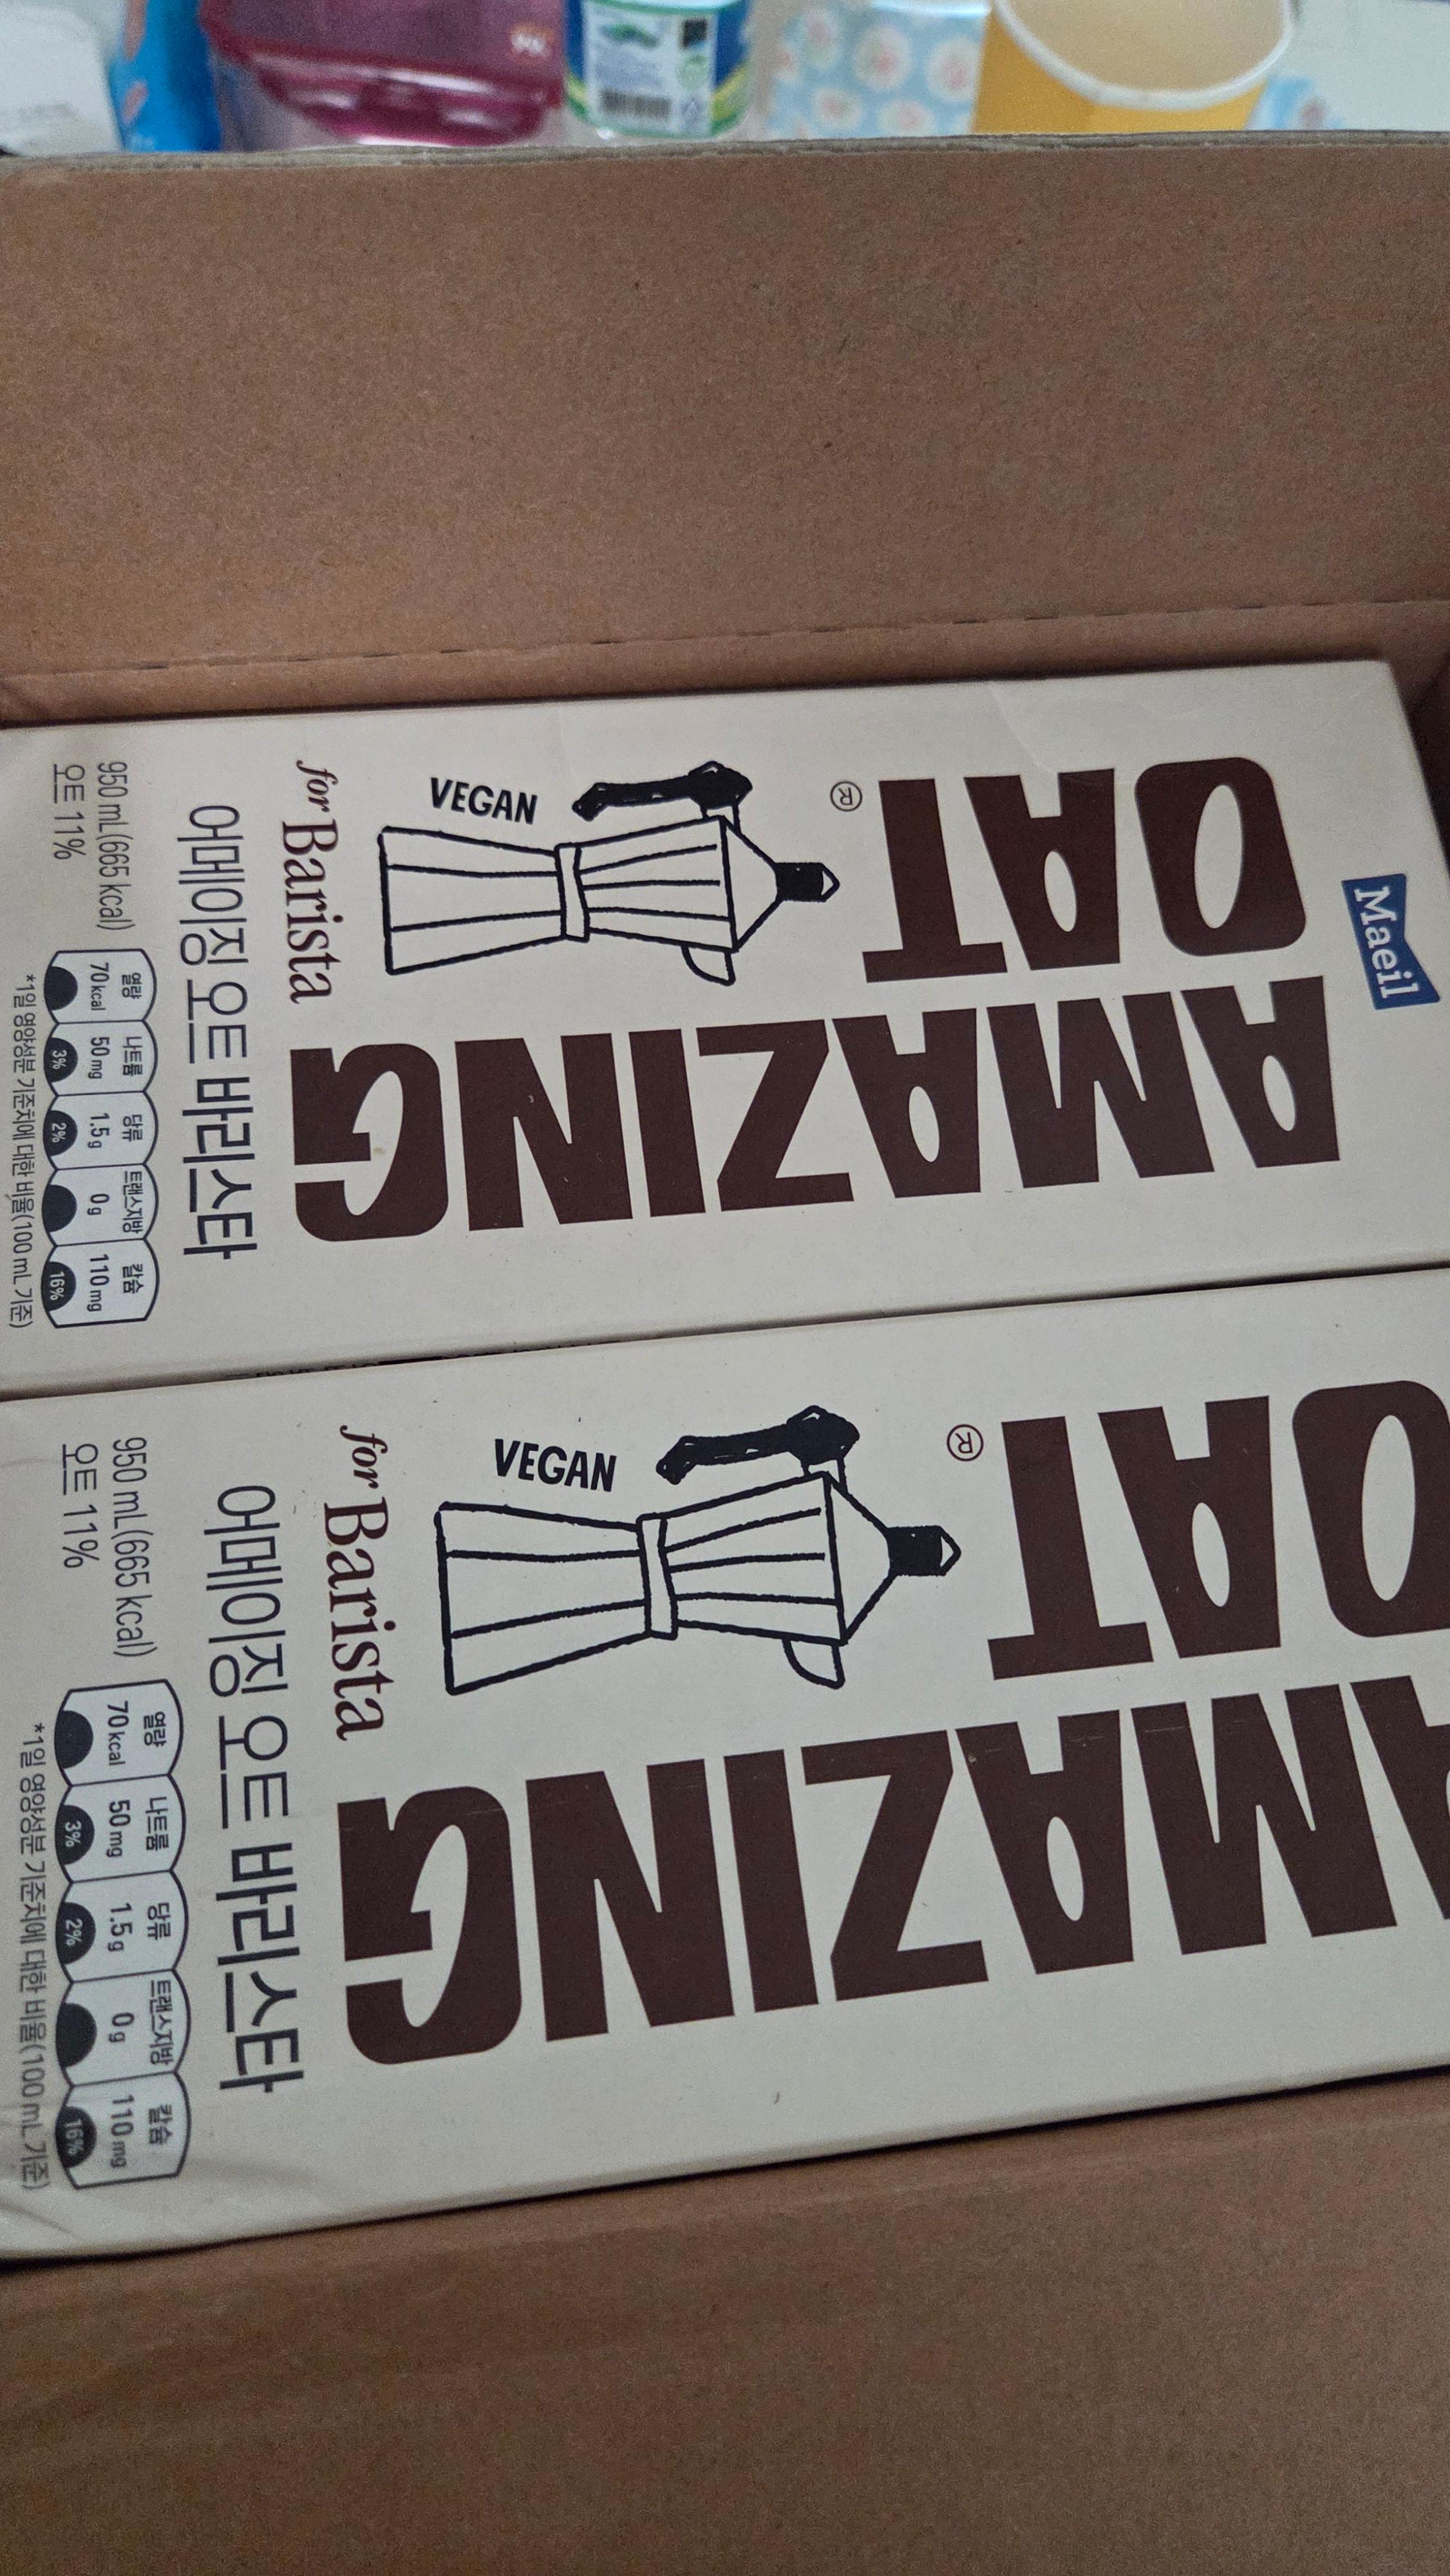 Maeil
AMAZING
OAT®
VEGAN
for Barista
어메이징 오트 바리스타
950 mL(665 kcal)
오트 11%
열량 나트륨 당류 트랜스지방 칼슘
70 kcal 50 mg 1.5 g 0 g 110 mg
3% 2% 16%
*1일 영양성분 기준치에 대한 비율(100 mL 기준)
AMAZING
OAT®
VEGAN
for Barista
어메이징 오트 바리스타
950 mL(665 kcal)
오트 11%
열량 나트륨 당류 트랜스지방 칼슘
70 kcal 50 mg 1.5 g 0 g 110 mg
3% 2% 16%
*1일 영양성분 기준치에 대한 비율(100 mL 기준)